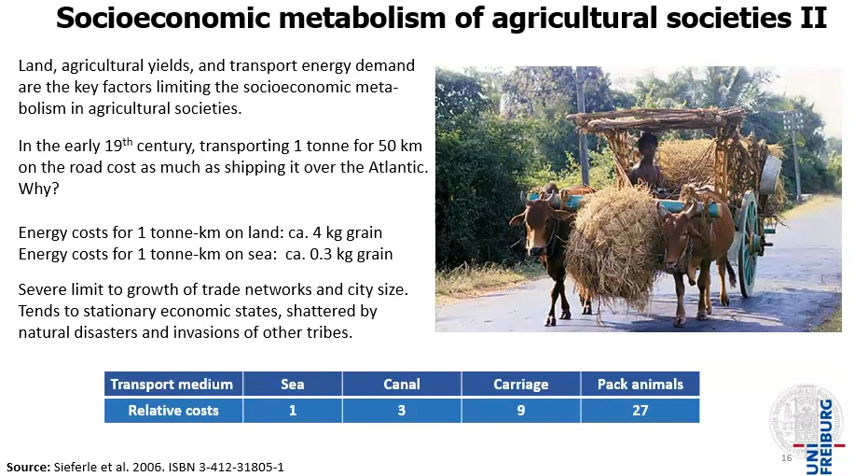 Socioeconomic metabolism of agricultural societies II
Land, agricultural yields, and transport energy demand
are the key factors limiting the socioeconomic meta-
bolism in agricultural societies.
In the early 19th century, transporting 1 tonne for 50 km
on the road cost as much as shipping it over the Atlantic.
Why?
Energy costs for 1 tonne-km on land: ca. 4 kg grain
Energy costs for 1 tonne-km on sea: ca. 0.3 kg grain
Severe limit to growth of trade networks and city size.
Tends to stationary economic states, shattered by
natural disasters and invasions of other tribes.
Transport medium Sea Canal Carriage Pack animals
Relative costs 1 3 9 27
Source: Sieferle et al. 2006. ISBN 3-412-31805-1
16
UNI
FREIBURG